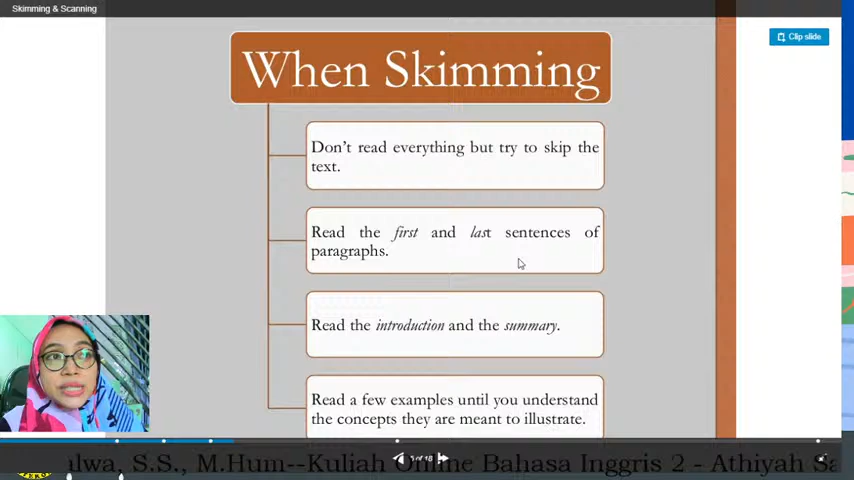 Skimming & Scanning
Clip slide
When Skimming
Don't read everything but try to skip the
text.
Read the first and last sentences of
paragraphs.
Read the introduction and the summary.
Read a few examples until you understand
the concepts they are meant to illustrate.
of 18
S.S., M.Hum--Kuliah Online Bahasa Inggris 2 - Athiyah